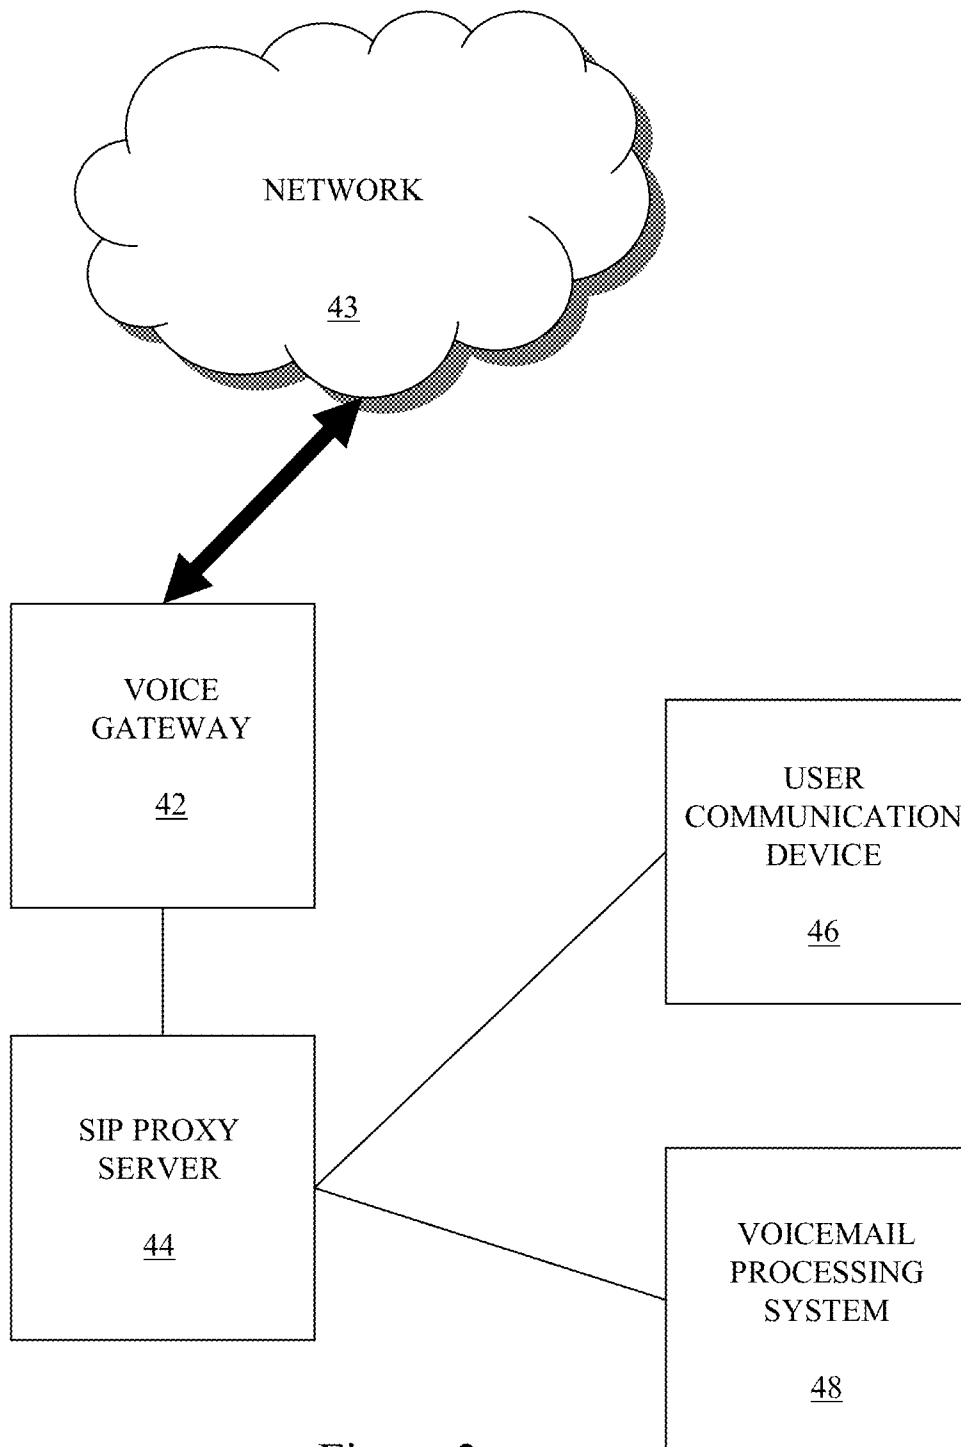 NETWORK
43
VOICE
GATEWAY
42
USER
COMMUNICATION
DEVICE
46
SIP PROXY
SERVER
44
VOICEMAIL
PROCESSING
SYSTEM
48